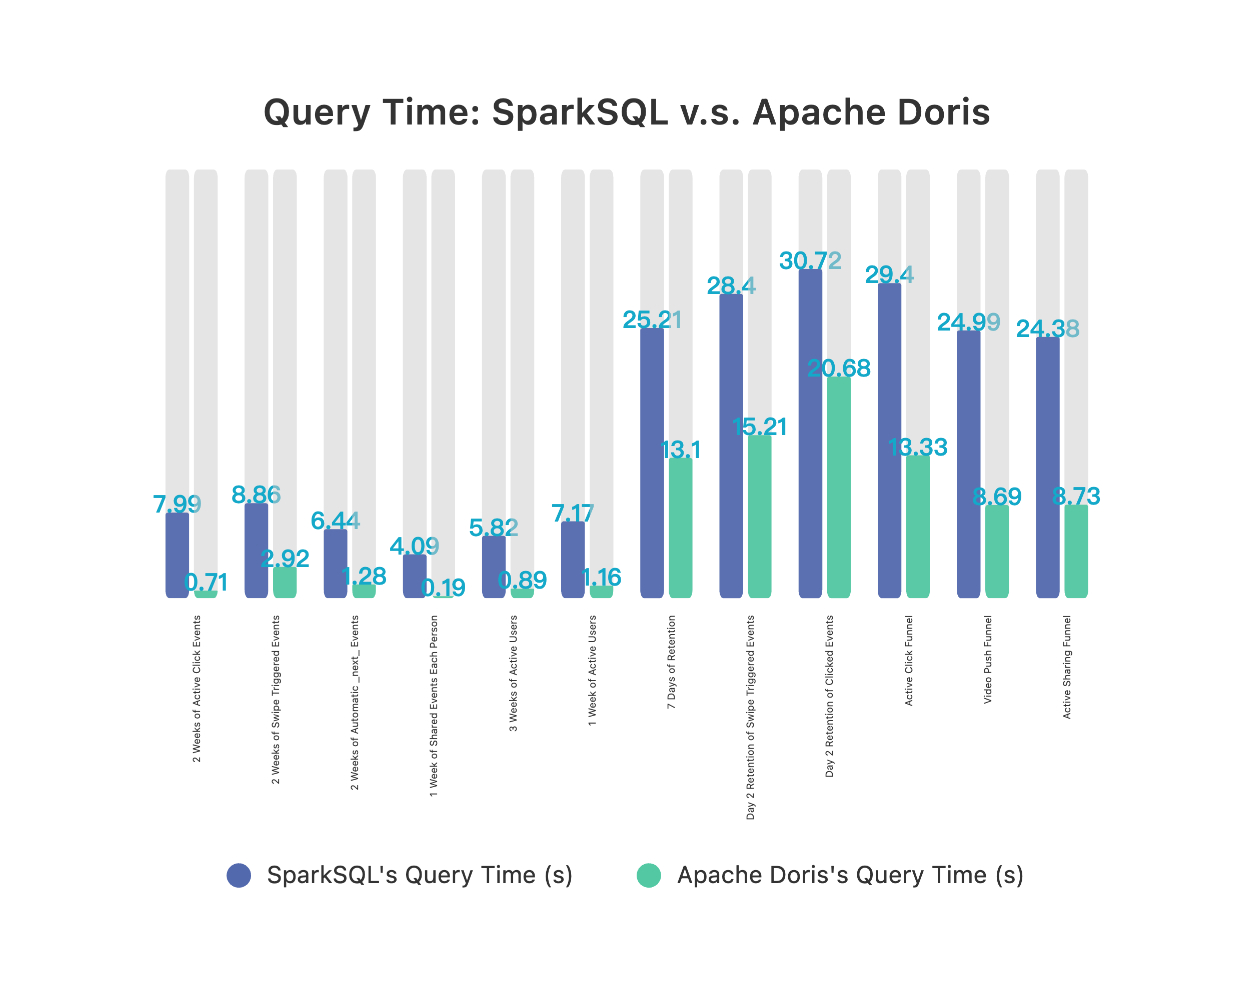 Query Time: SparkSQL v.s. Apache Doris
7.99
0.71
8.86
2.92
6.44
1.28
4.09
0.19
5.82
0.89
7.17
1.16
25.21
13.1
28.4
15.21
30.72
20.68
29.4
13.33
24.99
8.69
24.38
8.73
2 Weeks of Active Click Events
2 Weeks of Swipe Triggered Events
2 Weeks of Automatic _next_ Events
1 Week of Shared Events Each Person
3 Weeks of Active Users
1 Week of Active Users
7 Days of Retention
Day 2 Retention of Swipe Triggered Events
Day 2 Retention of Clicked Events
Active Click Funnel
Video Push Funnel
Active Sharing Funnel
SparkSQL's Query Time (s)
Apache Doris's Query Time (s)